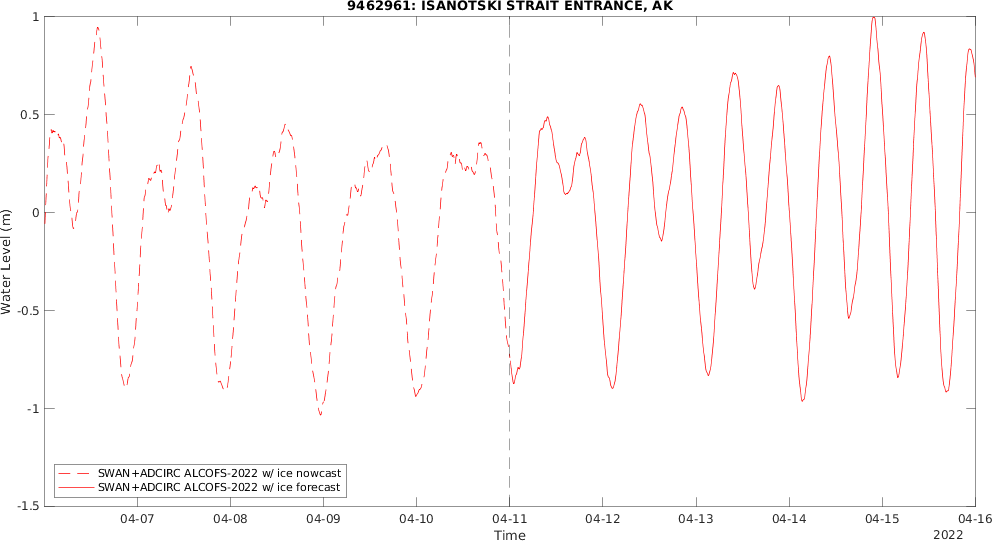 9462961: ISANOTSKI STRAIT ENTRANCE, AK
1
0.5
0
-0.5
-1
-1.5
Water Level (m)
SWAN+ADCIRC ALCOFS-2022 w/ ice nowcast
SWAN+ADCIRC ALCOFS-2022 w/ ice forecast
04-07 04-08 04-09 04-10 04-11 04-12 04-13 04-14 04-15 04-16
Time
2022